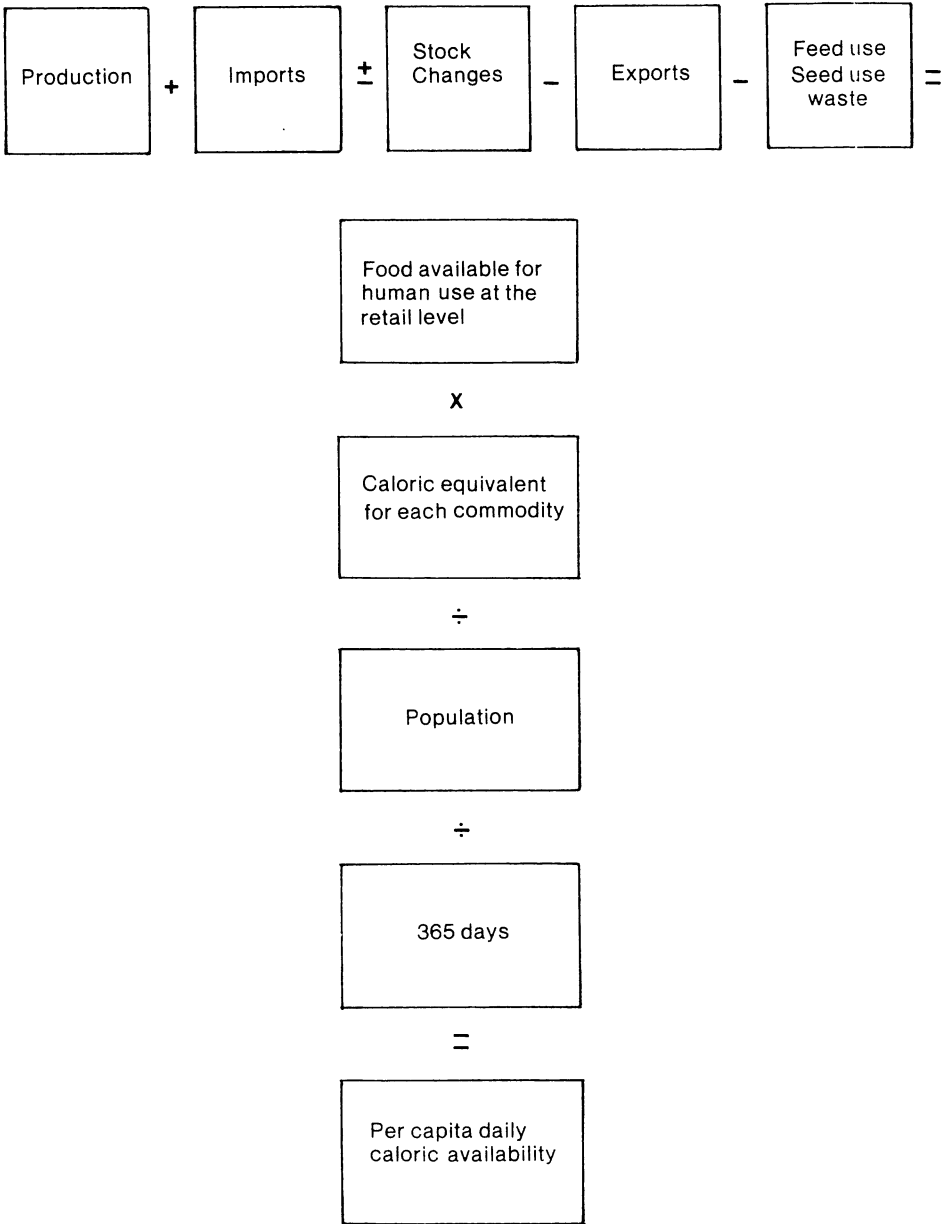 Production + Imports ± Stock Changes − Exports − Feed use Seed use waste =
Food available for
human use at the
retail level
x
Caloric equivalent
for each commodity
÷
Population
÷
365 days
=
Per capita daily
caloric availability